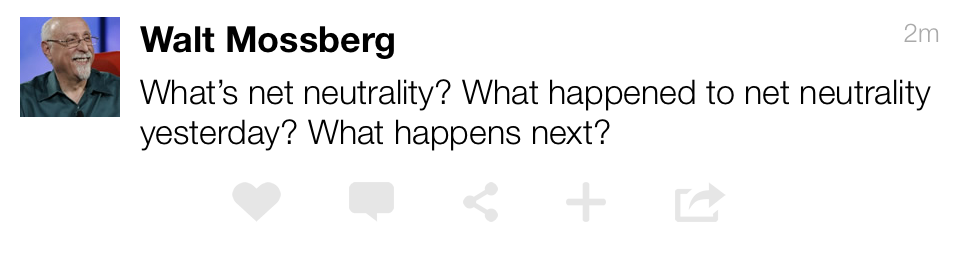 Walt Mossberg
2m
What’s net neutrality? What happened to net neutrality
yesterday? What happens next?